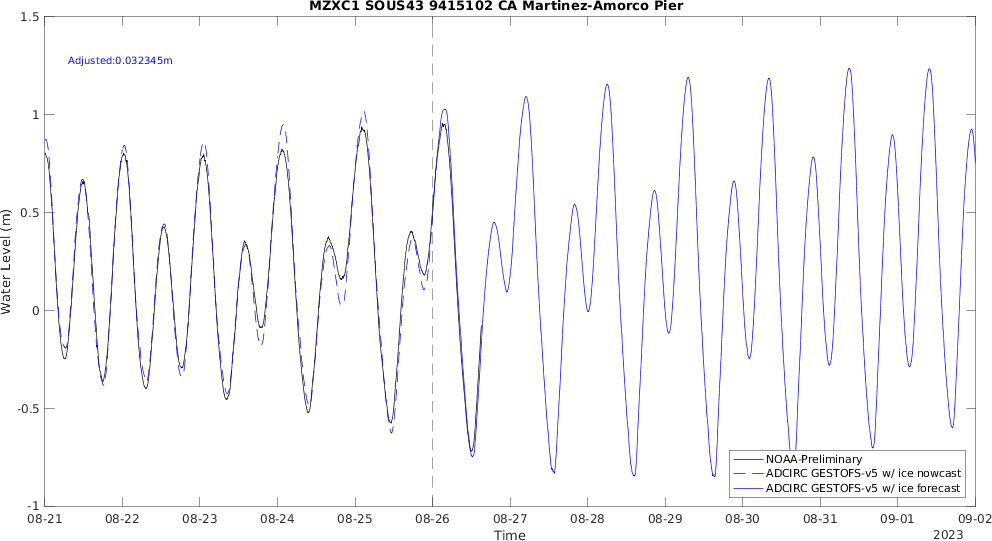 MZXC1 SOUS43 9415102 CA Martinez-Amorco Pier
1.5
Adjusted:0.032345m
1
0.5
Water Level (m)
0
-0.5
NOAA-Preliminary
ADCIRC GESTOFS-v5 w/ ice nowcast
ADCIRC GESTOFS-v5 w/ ice forecast
-1
08-21 08-22 08-23 08-24 08-25 08-26 08-27 08-28 08-29 08-30 08-31 09-01 09-02
Time
2023